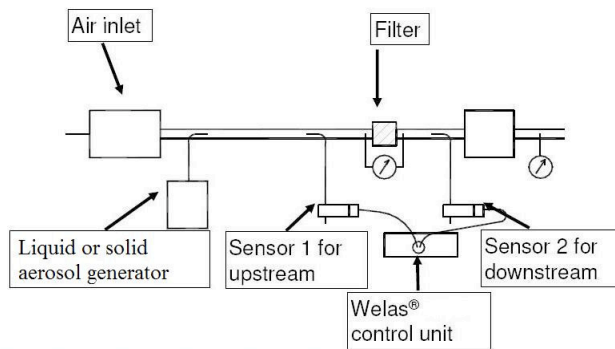 Air inlet
Filter
Liquid or solid
aerosol generator
Sensor 1 for
upstream
Sensor 2 for
downstream
Welas®
control unit